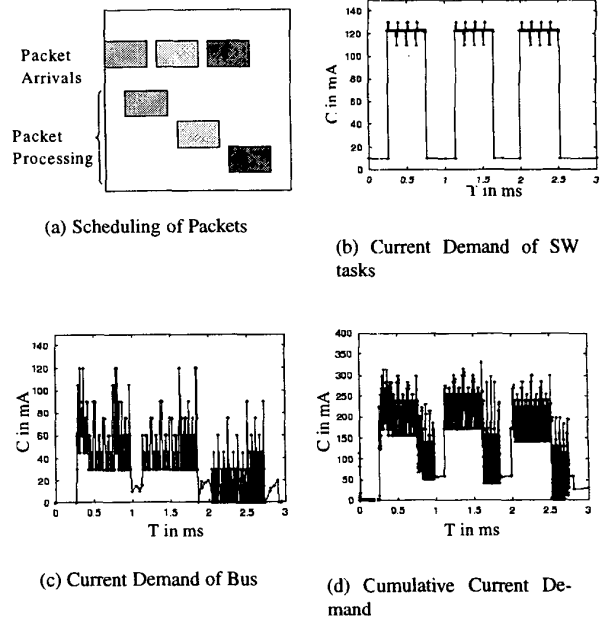 Packet
Arrivals
Packet
Processing
(a) Scheduling of Packets
140
120
100
80
60
40
20
0
C in mA
0 0.5 1 1.5 2 2.5 3
T in ms
(b) Current Demand of SW
tasks
140
120
100
80
60
40
20
0
C in mA
0 0.5 1 1.5 2 2.5 3
T in ms
(c) Current Demand of Bus
400
350
300
250
200
150
100
50
0
C in mA
0 0.5 1 1.5 2 2.5 3
T in ms
(d) Cumulative Current De-
mand